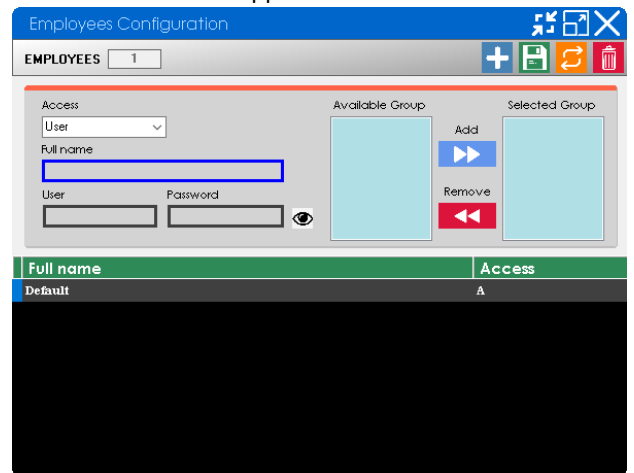 Employees Configuration
EMPLOYEES 1
Access
Available Group
Selected Group
User
Add
Full name
User
Password
Remove
Full name
Access
Default
A